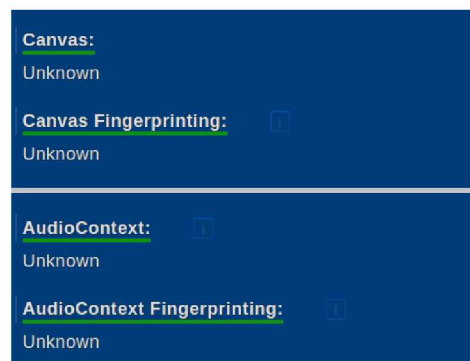 Canvas:
Unknown
Canvas Fingerprinting: i
Unknown
AudioContext: i
Unknown
AudioContext Fingerprinting: i
Unknown